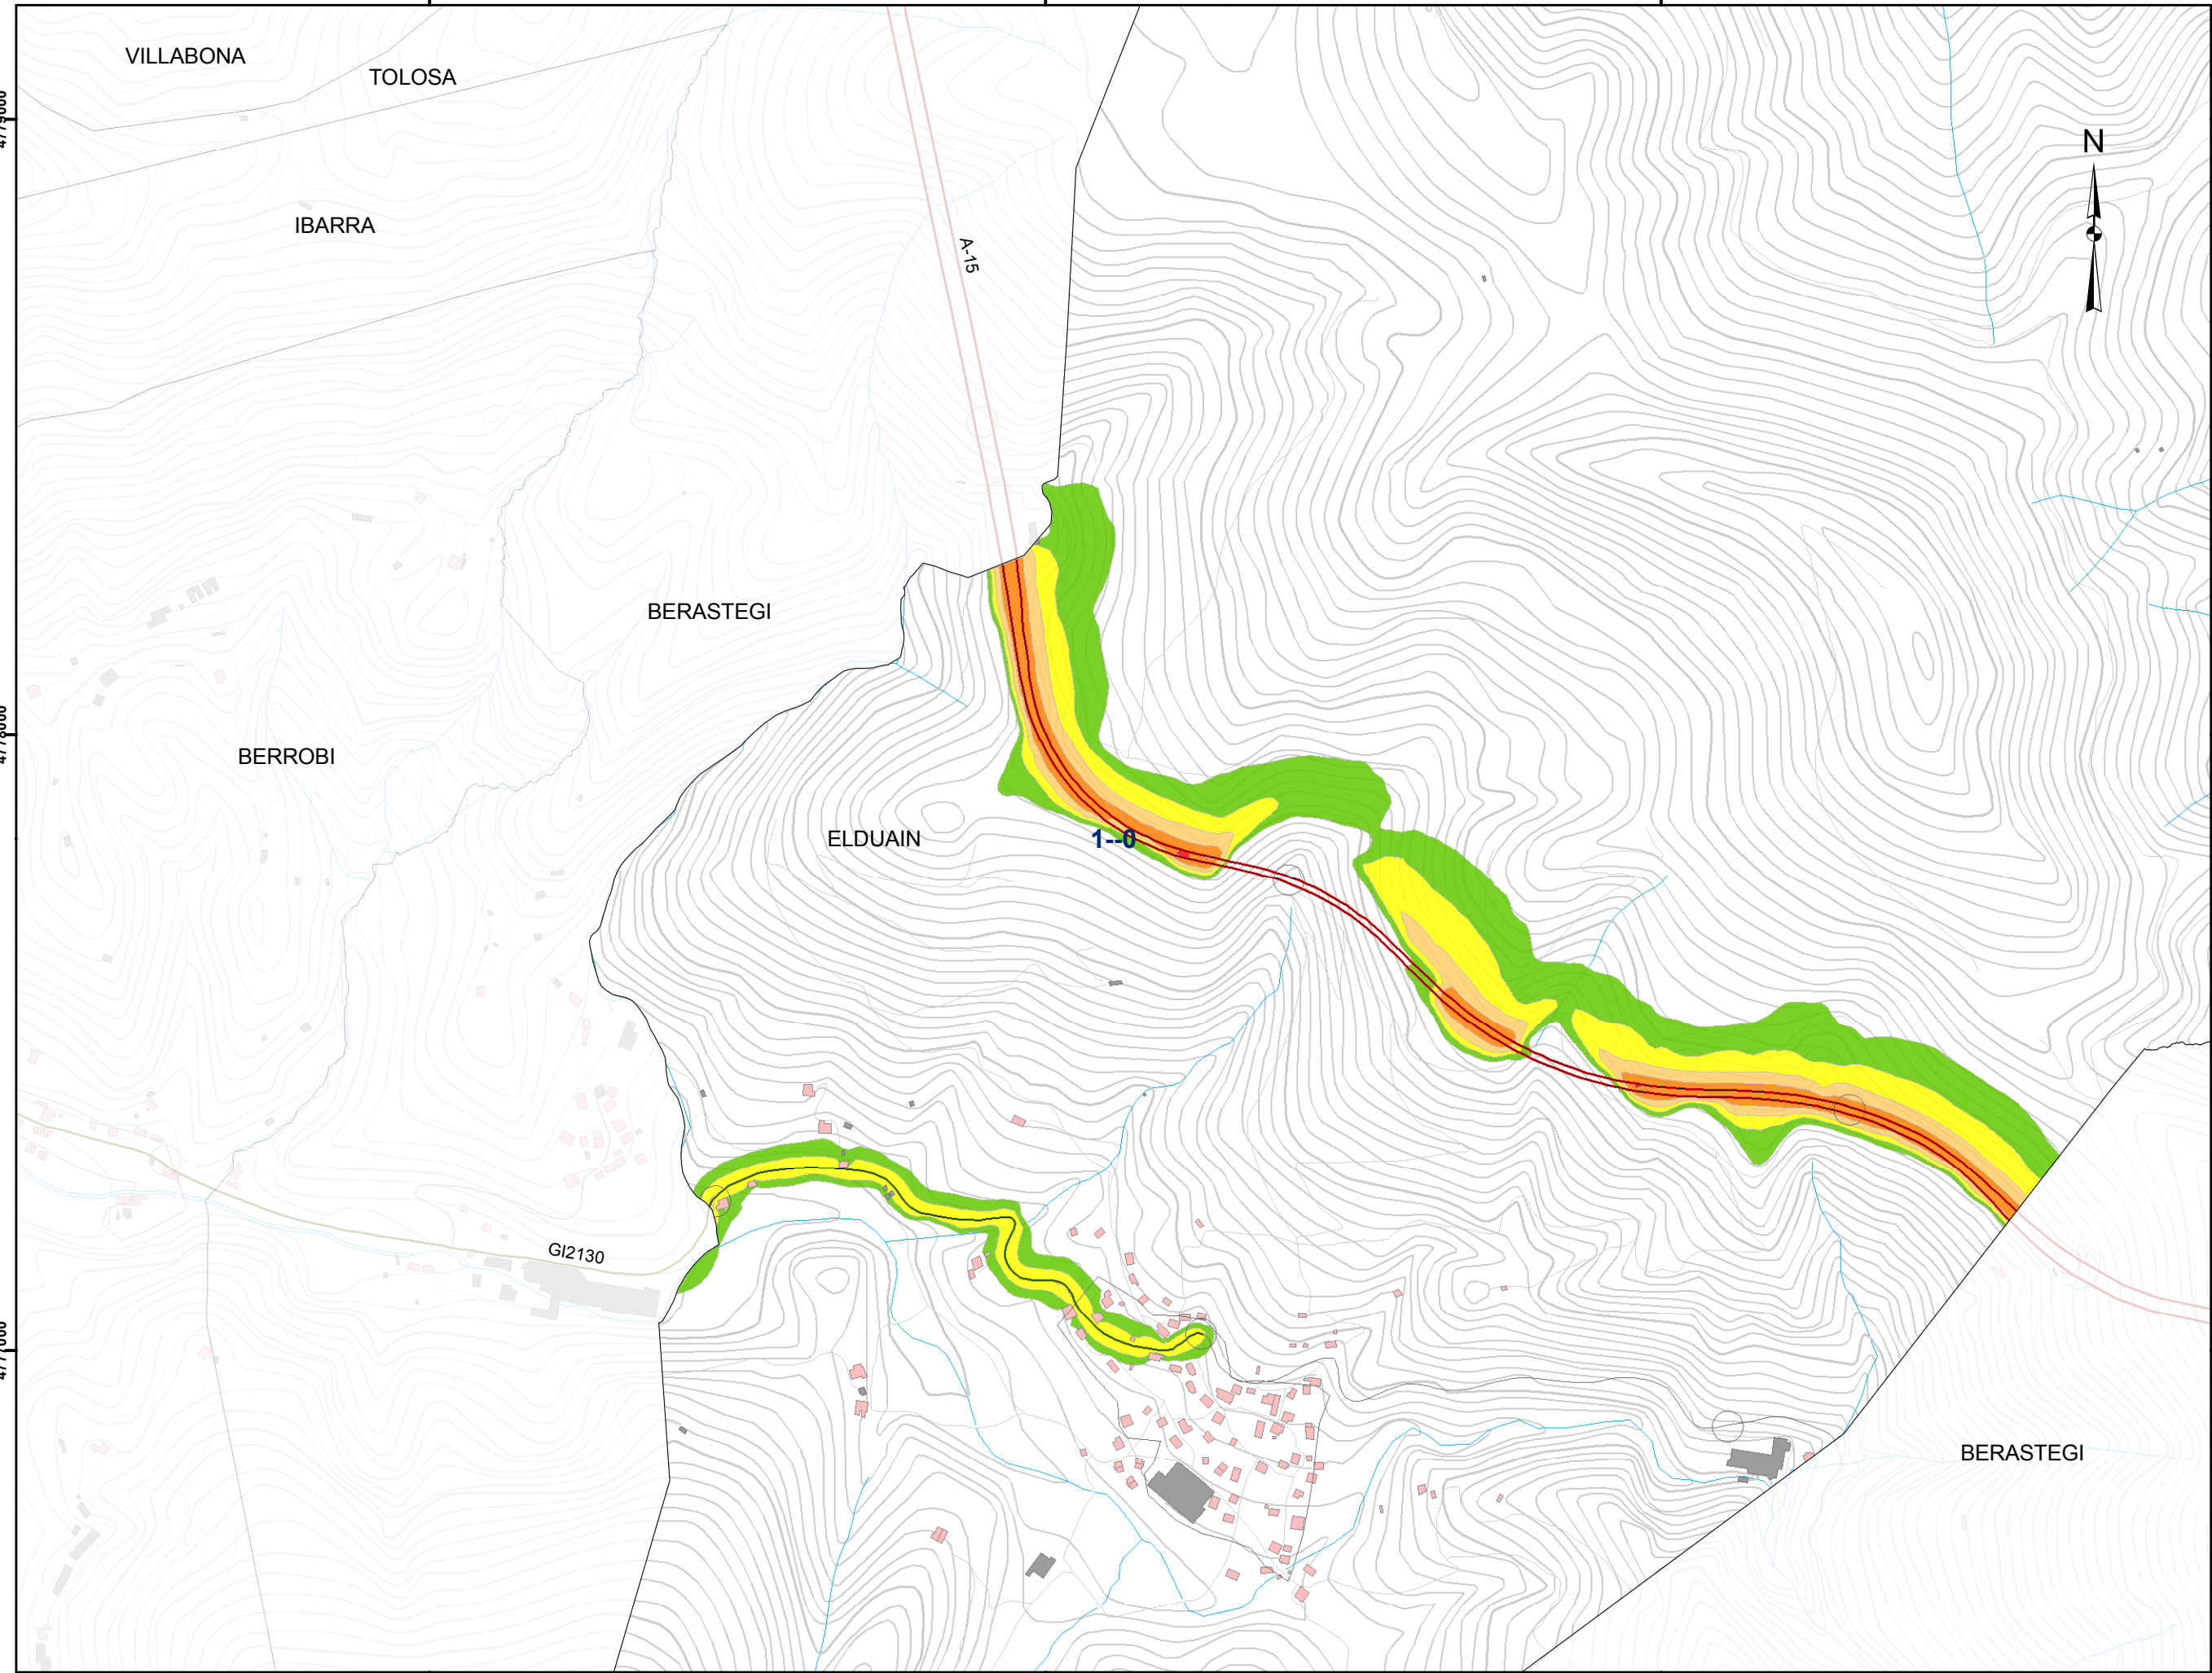 VILLABONA
TOLOSA
N
IBARRA
A-15
BERASTEGI
BERROBI
ELDUAIN
1--0
GI2130
BERASTEGI